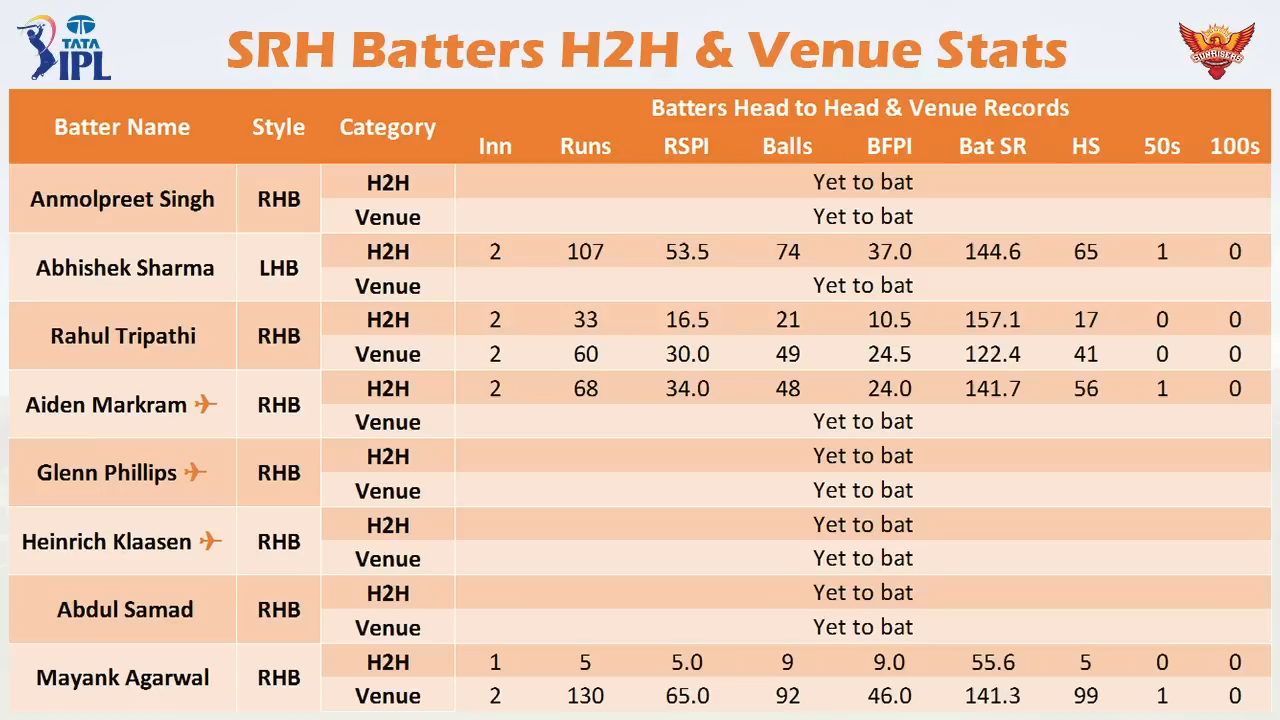 TATA
IPL
SRH Batters H2H & Venue Stats
SUNRISERS
Batter Name Style Category Batters Head to Head & Venue Records
Inn Runs RSPI Balls BFPI Bat SR HS 50s 100s
Anmolpreet Singh RHB
H2H Yet to bat
Venue Yet to bat
Abhishek Sharma LHB
H2H 2 107 53.5 74 37.0 144.6 65 1 0
Venue Yet to bat
Rahul Tripathi RHB
H2H 2 33 16.5 21 10.5 157.1 17 0 0
Venue 2 60 30.0 49 24.5 122.4 41 0 0
Aiden Markram RHB
H2H 2 68 34.0 48 24.0 141.7 56 1 0
Venue Yet to bat
Glenn Phillips RHB
H2H Yet to bat
Venue Yet to bat
Heinrich Klaasen RHB
H2H Yet to bat
Venue Yet to bat
Abdul Samad RHB
H2H Yet to bat
Venue Yet to bat
Mayank Agarwal RHB
H2H 1 5 5.0 9 9.0 55.6 5 0 0
Venue 2 130 65.0 92 46.0 141.3 99 1 0